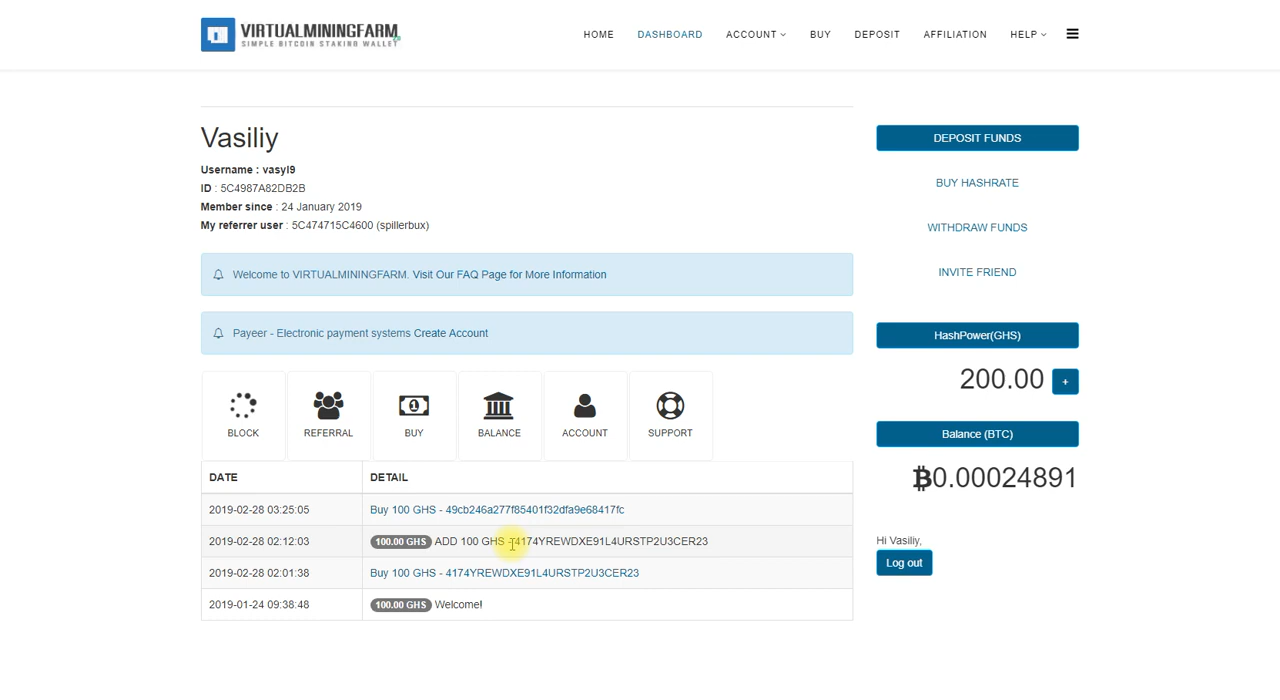 VIRTUALMININGFARM
SIMPLE BITCOIN STAKING WALLET
HOME DASHBOARD ACCOUNT BUY DEPOSIT AFFILIATION HELP
Vasiliy
Username : vasyl9
ID : 5C4987A82DB2B
Member since : 24 January 2019
My referrer user : 5C474715C4600 (spillerbux)
Welcome to VIRTUALMININGFARM. Visit Our FAQ Page for More Information
Payeer - Electronic payment systems Create Account
BLOCK REFERRAL BUY BALANCE ACCOUNT SUPPORT
DATE DETAIL
2019-02-28 03:25:05 Buy 100 GHS - 49cb246a277f85401f32dfa9e68417fc
2019-02-28 02:12:03 100.00 GHS ADD 100 GHS - 4174YREWDXE91L4URSTP2U3CER23
2019-02-28 02:01:38 Buy 100 GHS - 4174YREWDXE91L4URSTP2U3CER23
2019-01-24 09:38:48 100.00 GHS Welcome!
DEPOSIT FUNDS
BUY HASHRATE
WITHDRAW FUNDS
INVITE FRIEND
HashPower(GHS)
200.00 +
Balance (BTC)
₿0.00024891
Hi Vasiliy,
Log out